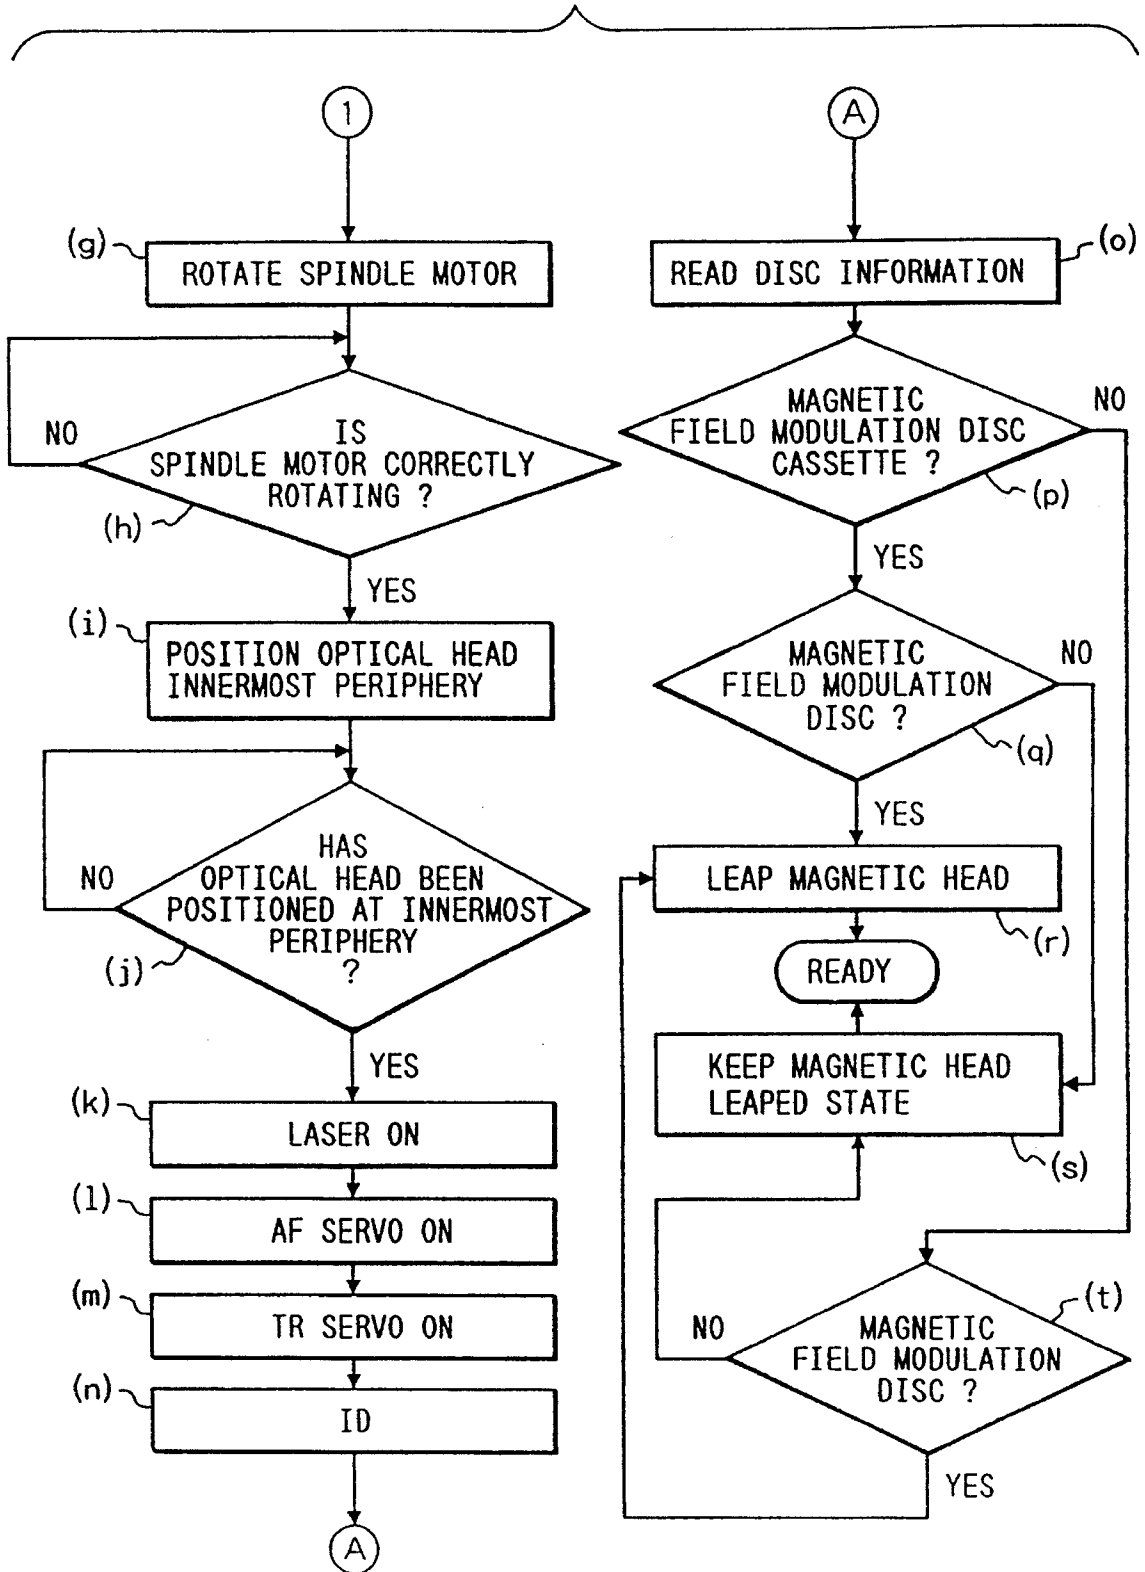 1
(g)
ROTATE SPINDLE MOTOR
NO
IS
SPINDLE MOTOR CORRECTLY
ROTATING ?
(h)
YES
(i)
POSITION OPTICAL HEAD
INNERMOST PERIPHERY
NO
HAS
OPTICAL HEAD BEEN
POSITIONED AT INNERMOST
PERIPHERY
?
(j)
YES
(k)
LASER ON
(l)
AF SERVO ON
(m)
TR SERVO ON
(n)
ID
A
A
(o)
READ DISC INFORMATION
MAGNETIC
FIELD MODULATION DISC
CASSETTE ?
NO
(p)
YES
MAGNETIC
FIELD MODULATION
DISC ?
NO
(q)
YES
LEAP MAGNETIC HEAD
(r)
READY
KEEP MAGNETIC HEAD
LEAPED STATE
(s)
(t)
NO
MAGNETIC
FIELD MODULATION
DISC ?
YES